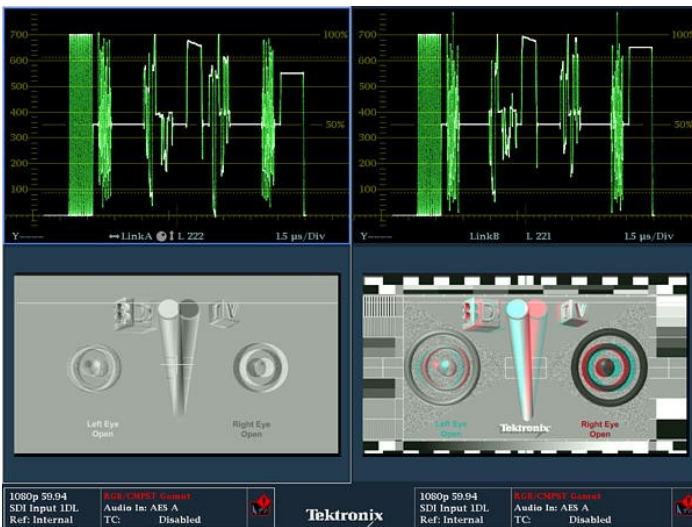 700
600
500
400
300
200
100
0
100%
50%
Y---- LinkA L 222 1.5 µs/Div
700
600
500
400
300
200
100
0
100%
50%
Y---- LinkB L 221 1.5 µs/Div
3D TV
Left Eye
Open
Right Eye
Open
3D TV
Left Eye
Open
Right Eye
Open
Tektronix
1080p 59.94
SDI Input 1DL
Ref: Internal
RGB/CMPST Gamut
Audio In: AES A
TC: Disabled
Tektronix
1080p 59.94
SDI Input 1DL
Ref: Internal
RGB/CMPST Gamut
Audio In: AES A
TC: Disabled